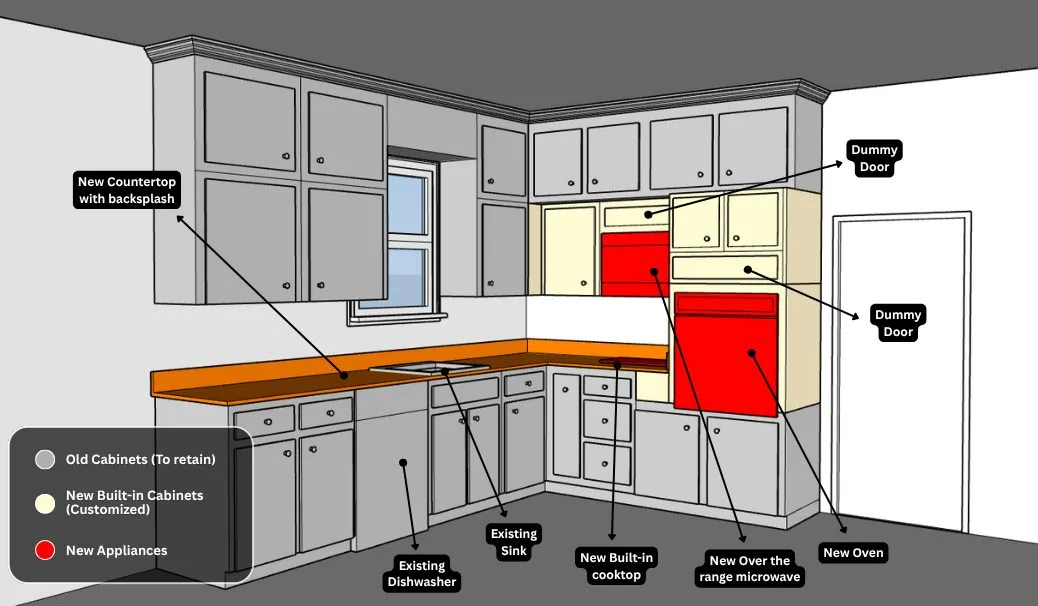 Dummy
Door
New Countertop
with backsplash
Dummy
Door
Old Cabinets (To retain)
New Built-in Cabinets
(Customized)
New Appliances
Existing
Dishwasher
Existing
Sink
New Built-in
cooktop
New Over the
range microwave
New Oven